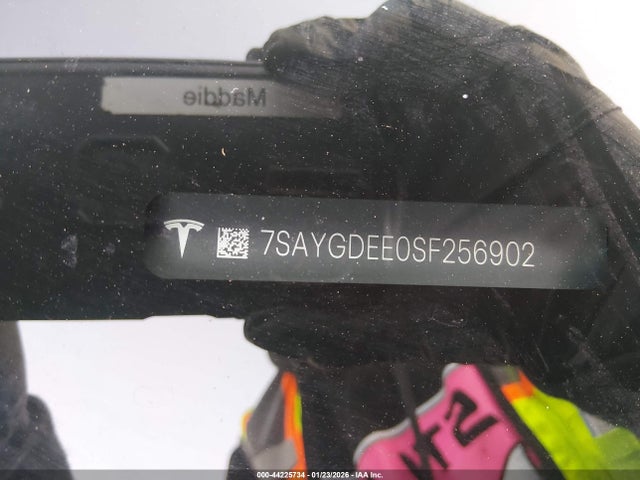 Maddie
7SAYGDEE0SF256902
000-44225734 - 01/23/2026 - IAA Inc.